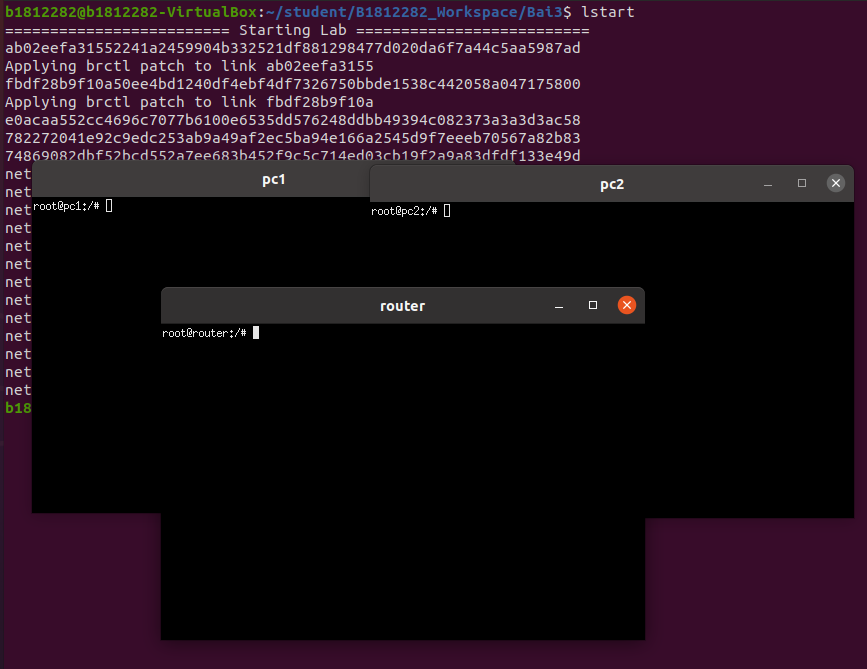 b1812282@b1812282-VirtualBox:~/student/B1812282_Workspace/Bai3$ lstart
========================= Starting Lab ==========================
ab02eefa31552241a2459904b332521df881298477d020da6f7a44c5aa5987ad
Applying brctl patch to link ab02eefa3155
fbdf28b9f10a50ee4bd1240df4ebf4df7326750bbde1538c442058a047175800
Applying brctl patch to link fbdf28b9f10a
e0acaa552cc4696c7077b6100e6535dd576248ddbb49394c082373a3a3d3ac58
782272041e92c9edc253ab9a49af2ec5ba94e166a2545d9f7eeeb70567a82b83
74869082dbf52bcd552a7ee683b452f9c5c714ed03cb19f2a9a83dfdf133e49d
net
net
net
net
net
net
net
net
net
net
net
net
net
b18
pc1
root@pc1:/#
pc2
root@pc2:/#
router
root@router:/#